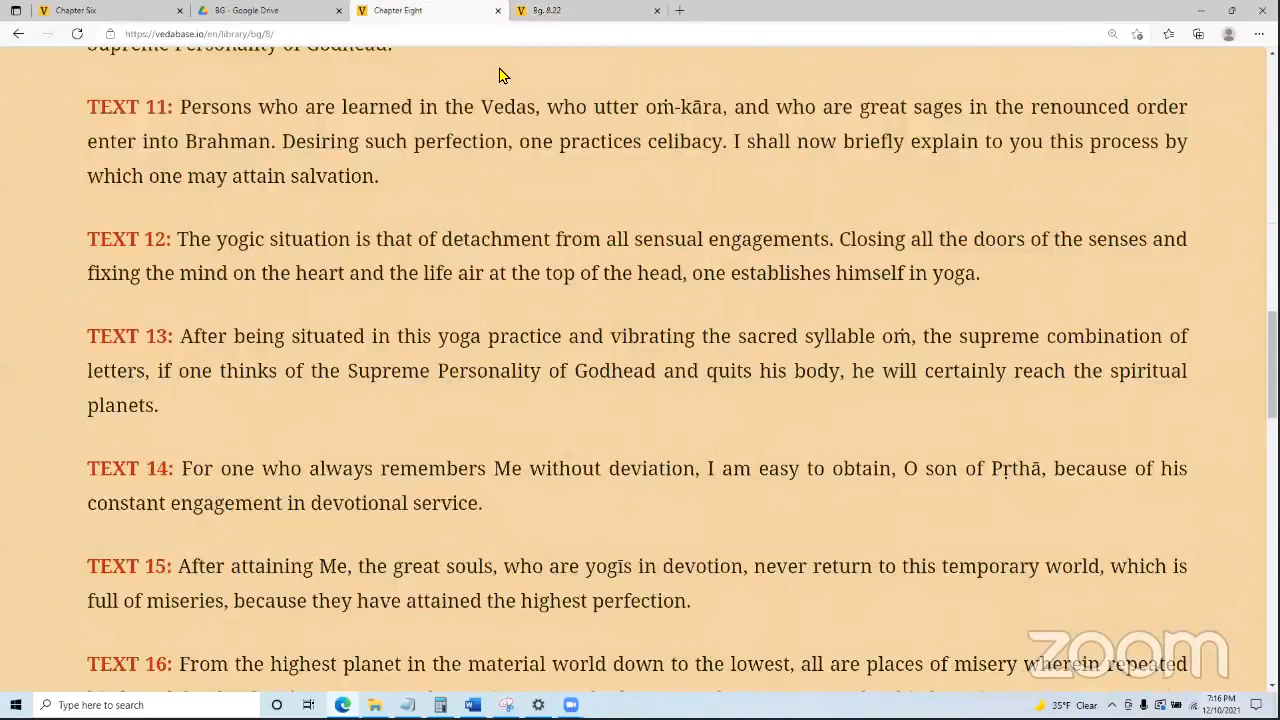 Chapter Six
BG - Google Drive
Chapter Eight
Bg. 8.22
https://vedabase.io/en/library/bg/8/
Supreme Personality of Godhead.
TEXT 11: Persons who are learned in the Vedas, who utter oṁ-kāra, and who are great sages in the renounced order
enter into Brahman. Desiring such perfection, one practices celibacy. I shall now briefly explain to you this process by
which one may attain salvation.
TEXT 12: The yogic situation is that of detachment from all sensual engagements. Closing all the doors of the senses and
fixing the mind on the heart and the life air at the top of the head, one establishes himself in yoga.
TEXT 13: After being situated in this yoga practice and vibrating the sacred syllable oṁ, the supreme combination of
letters, if one thinks of the Supreme Personality of Godhead and quits his body, he will certainly reach the spiritual
planets.
TEXT 14: For one who always remembers Me without deviation, I am easy to obtain, O son of Pṛthā, because of his
constant engagement in devotional service.
TEXT 15: After attaining Me, the great souls, who are yogīs in devotion, never return to this temporary world, which is
full of miseries, because they have attained the highest perfection.
TEXT 16: From the highest planet in the material world down to the lowest, all are places of misery wherein repeated
zoom
Type here to search
35°F Clear
7:16 PM
12/10/2021